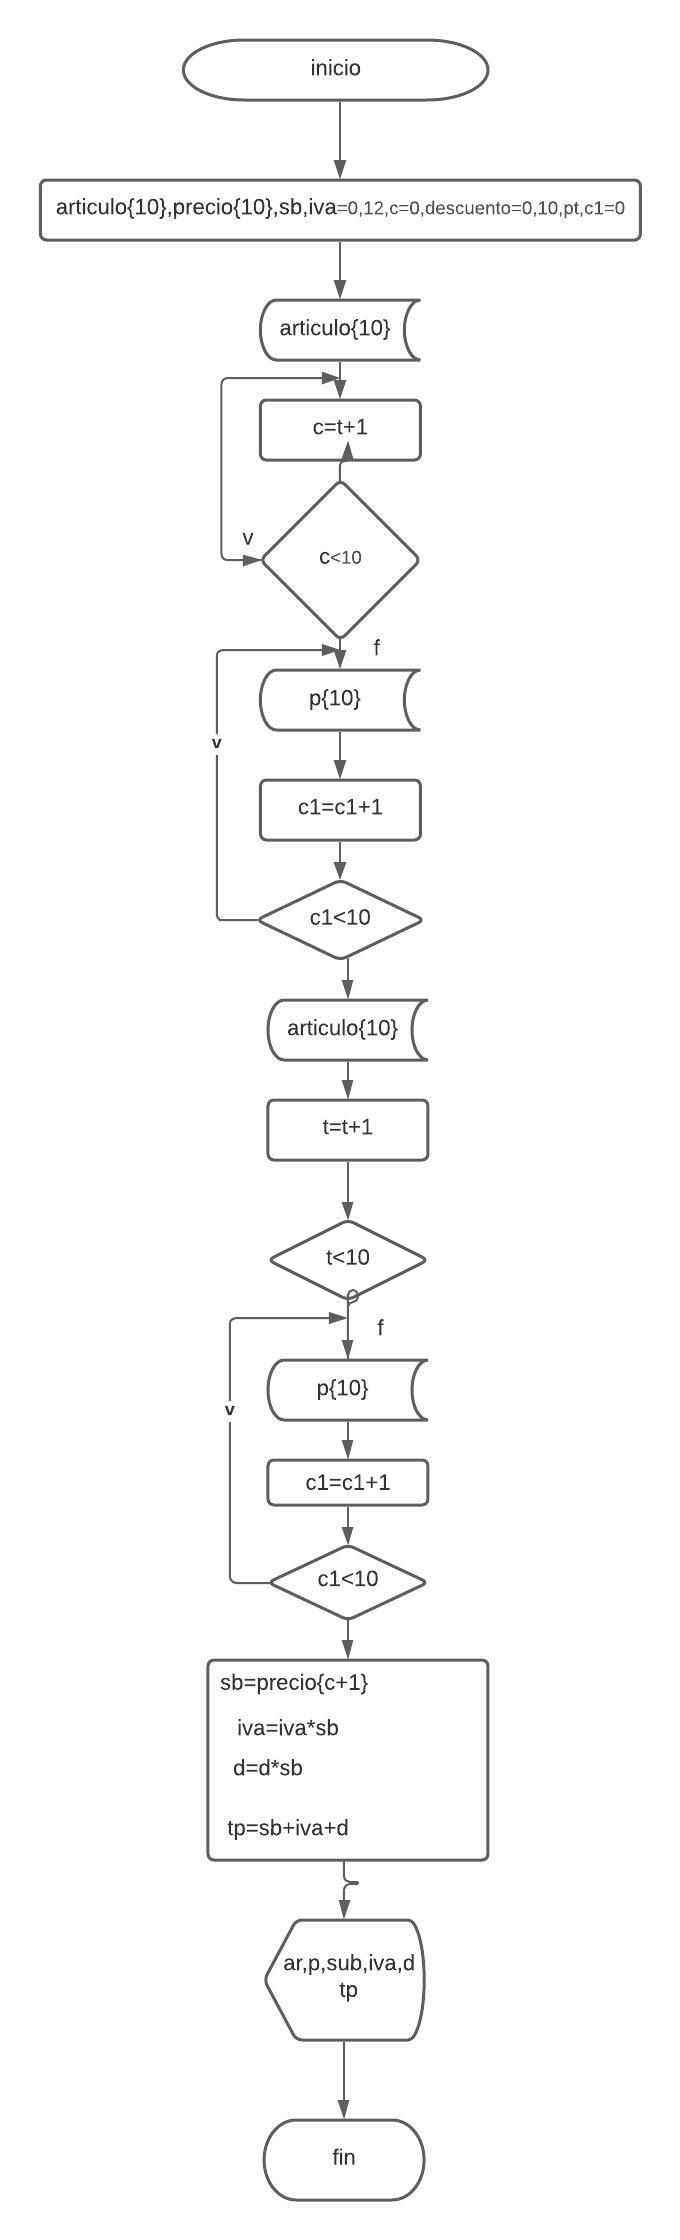 inicio
articulo{10},precio{10},sb,iva=0,12,c=0,descuento=0,10,pt,c1=0
articulo{10}
c=t+1
v
c<10
f
p{10}
v
c1=c1+1
c1<10
articulo{10}
t=t+1
t<10
f
p{10}
v
c1=c1+1
c1<10
sb=precio{c+1}
iva=iva*sb
d=d*sb
tp=sb+iva+d
ar,p,sub,iva,d
tp
fin